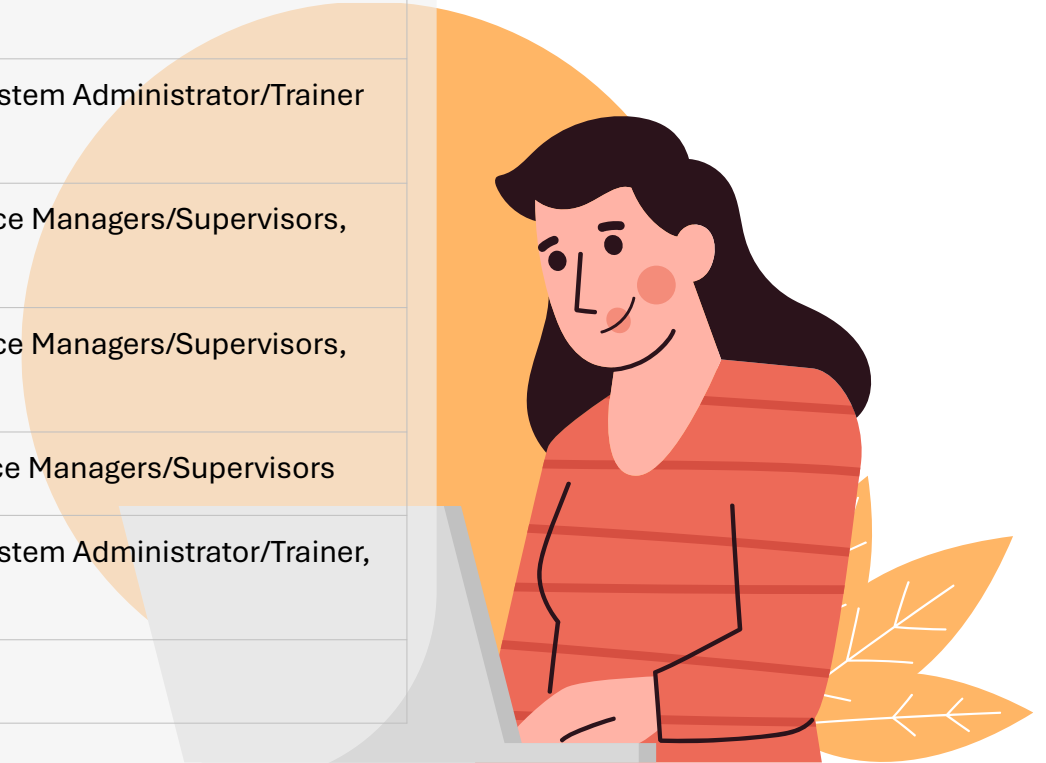 stem Administrator/Trainer
ce Managers/Supervisors,
ce Managers/Supervisors,
ce Managers/Supervisors
stem Administrator/Trainer,